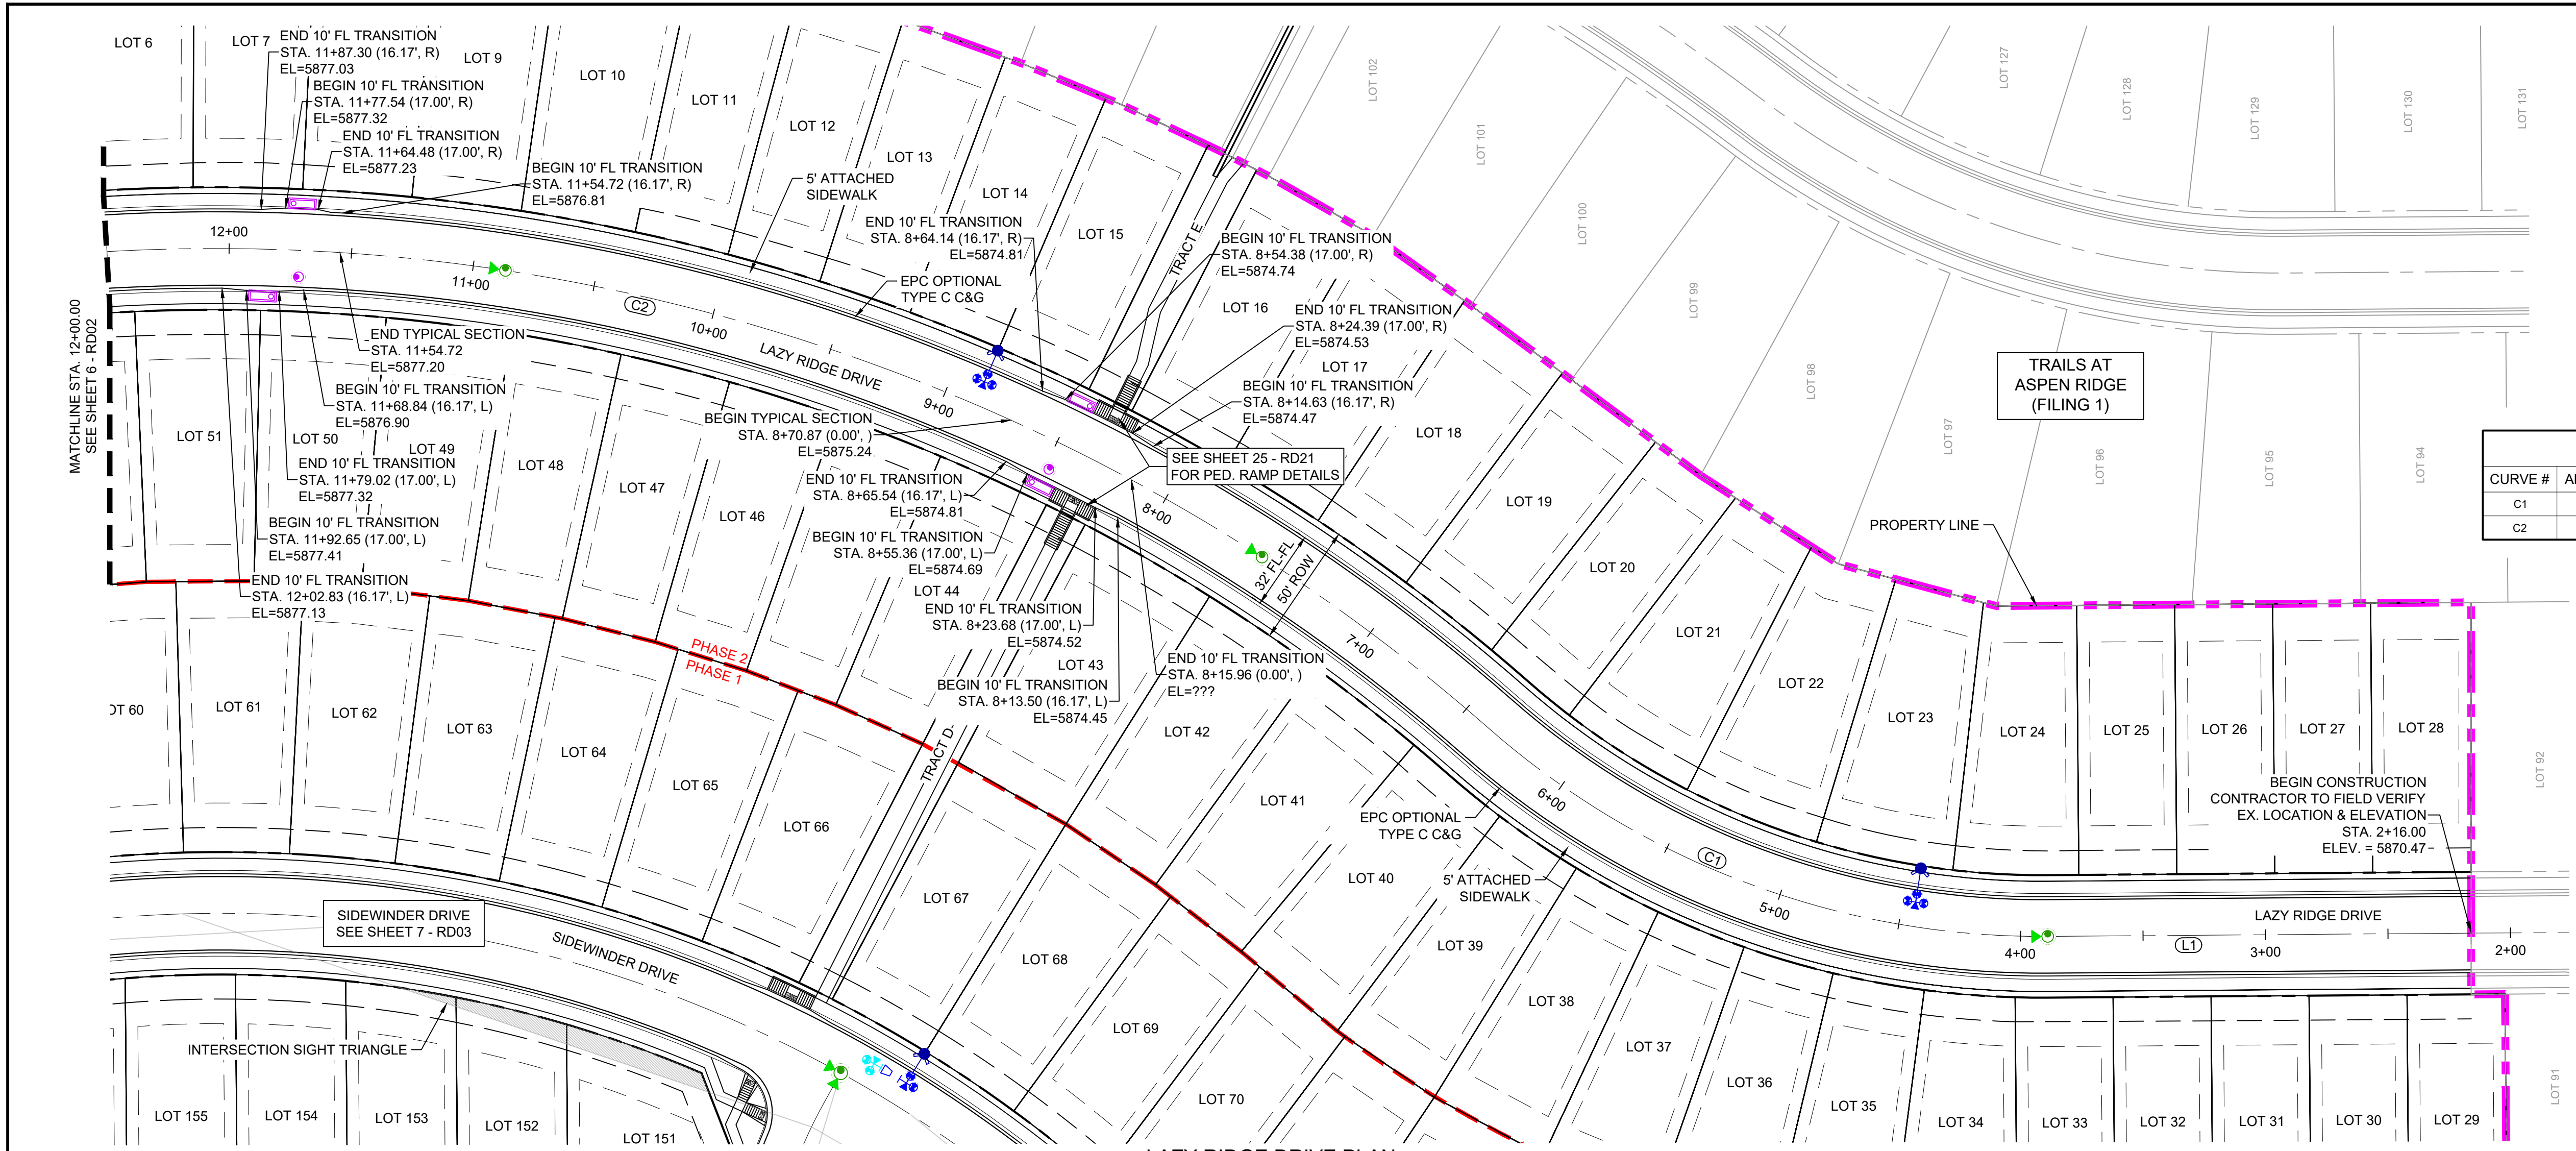 LOT 6
LOT 7
END 10' FL TRANSITION
STA. 11+87.30 (16.17', R)
EL=5877.03
LOT 9
BEGIN 10' FL TRANSITION
STA. 11+77.54 (17.00', R)
EL=5877.32
END 10' FL TRANSITION
STA. 11+64.48 (17.00', R)
EL=5877.23
BEGIN 10' FL TRANSITION
STA. 11+54.72 (16.17', R)
EL=5876.81
LOT 10
LOT 11
LOT 12
LOT 13
LOT 14
LOT 15
5' ATTACHED
SIDEWALK
END 10' FL TRANSITION
STA. 8+64.14 (16.17', R)
EL=5874.81
EPC OPTIONAL
TYPE C C&G
TRACT E
BEGIN 10' FL TRANSITION
STA. 8+54.38 (17.00', R)
EL=5874.74
LOT 16
END 10' FL TRANSITION
STA. 8+24.39 (17.00', R)
EL=5874.53
LOT 17
BEGIN 10' FL TRANSITION
STA. 8+14.63 (16.17', R)
EL=5874.47
LOT 18
SEE SHEET 25 - RD21
FOR PED. RAMP DETAILS
LOT 102
LOT 101
LOT 100
LOT 99
LOT 98
LOT 97
LOT 96
LOT 95
LOT 94
LOT 127
LOT 128
LOT 129
LOT 130
LOT 131
TRAILS AT
ASPEN RIDGE
(FILING 1)
CURVE #
C1
C2
PROPERTY LINE
MATCHLINE STA. 12+00.00
SEE SHEET 6 - RD02
12+00
11+00
C2
10+00
LAZY RIDGE DRIVE
9+00
8+00
7+00
6+00
C1
5+00
4+00
L1
3+00
2+00
LAZY RIDGE DRIVE
END TYPICAL SECTION
STA. 11+54.72
EL=5877.20
BEGIN 10' FL TRANSITION
STA. 11+68.84 (16.17', L)
EL=5876.90
LOT 51
LOT 50
LOT 49
END 10' FL TRANSITION
STA. 11+79.02 (17.00', L)
EL=5877.32
BEGIN 10' FL TRANSITION
STA. 11+92.65 (17.00', L)
EL=5877.41
END 10' FL TRANSITION
STA. 12+02.83 (16.17', L)
EL=5877.13
LOT 48
LOT 47
LOT 46
BEGIN TYPICAL SECTION
STA. 8+70.87 (0.00', )
EL=5875.24
END 10' FL TRANSITION
STA. 8+65.54 (16.17', L)
EL=5874.81
BEGIN 10' FL TRANSITION
STA. 8+55.36 (17.00', L)
EL=5874.69
LOT 44
END 10' FL TRANSITION
STA. 8+23.68 (17.00', L)
EL=5874.52
LOT 43
BEGIN 10' FL TRANSITION
STA. 8+13.50 (16.17', L)
EL=5874.45
END 10' FL TRANSITION
STA. 8+15.96 (0.00', )
EL=???
32' FL-FL
50' ROW
LOT 19
LOT 20
LOT 21
LOT 22
LOT 23
LOT 24
LOT 25
LOT 26
LOT 27
LOT 28
LOT 92
BEGIN CONSTRUCTION
CONTRACTOR TO FIELD VERIFY
EX. LOCATION & ELEVATION
STA. 2+16.00
ELEV. = 5870.47
PHASE 2
PHASE 1
LOT 61
LOT 62
LOT 63
LOT 64
LOT 65
LOT 66
TRACT D
LOT 42
LOT 41
EPC OPTIONAL
TYPE C C&G
LOT 40
5' ATTACHED
SIDEWALK
LOT 39
LOT 38
LOT 37
LOT 36
LOT 35
LOT 34
LOT 33
LOT 32
LOT 31
LOT 30
LOT 29
LOT 91
LOT 67
LOT 68
LOT 69
LOT 70
SIDEWINDER DRIVE
SEE SHEET 7 - RD03
SIDEWINDER DRIVE
INTERSECTION SIGHT TRIANGLE
LOT 155
LOT 154
LOT 153
LOT 152
LOT 151
LAZY RIDGE DRIVE PLAN